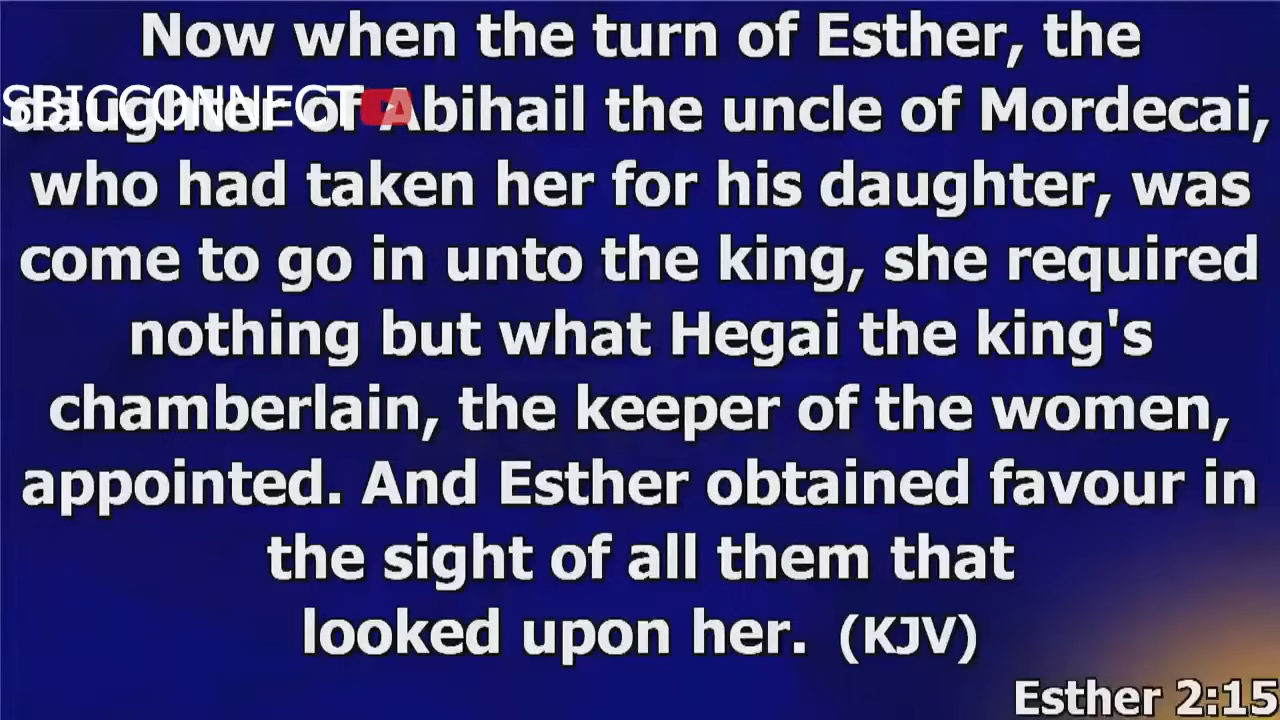 Now when the turn of Esther, the
SBICCONNECT
daughter of Abihail the uncle of Mordecai,
who had taken her for his daughter, was
come to go in unto the king, she required
nothing but what Hegai the king's
chamberlain, the keeper of the women,
appointed. And Esther obtained favour in
the sight of all them that
looked upon her. (KJV)
Esther 2:15